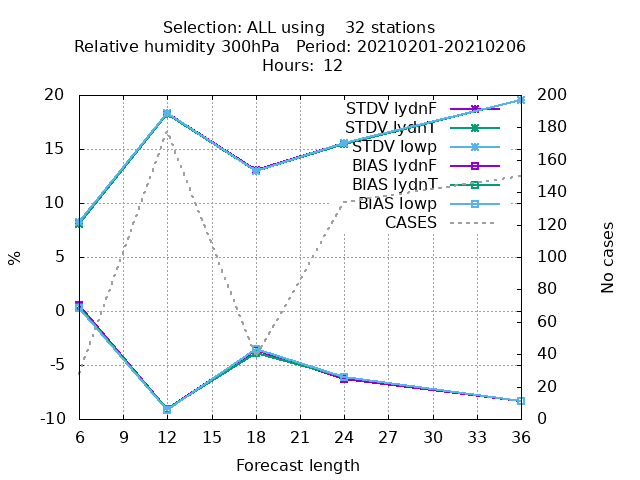 Selection: ALL using    32 stations
Relative humidity 300hPa   Period: 20210201-20210206
Hours: 12
20
15
10
5
0
-5
-10
%
200
180
160
140
120
100
80
60
40
20
0
No cases
STDV lydnF
STDV lydnT
STDV lowp
BIAS lydnF
BIAS lydnT
BIAS lowp
CASES
6 9 12 15 18 21 24 27 30 33 36
Forecast length